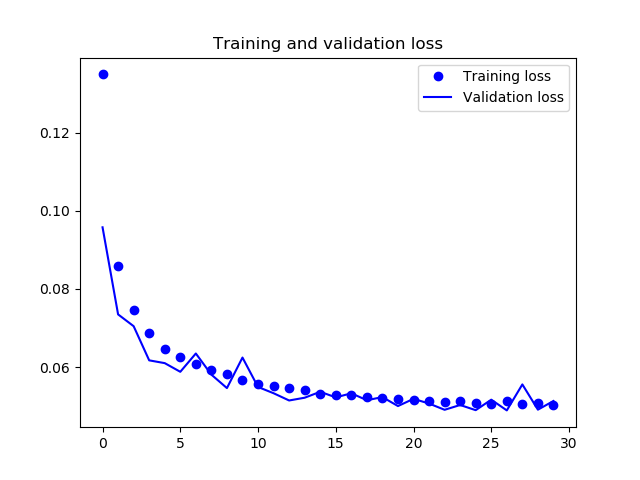 Training and validation loss
Training loss
Validation loss
0.12
0.10
0.08
0.06
0 5 10 15 20 25 30